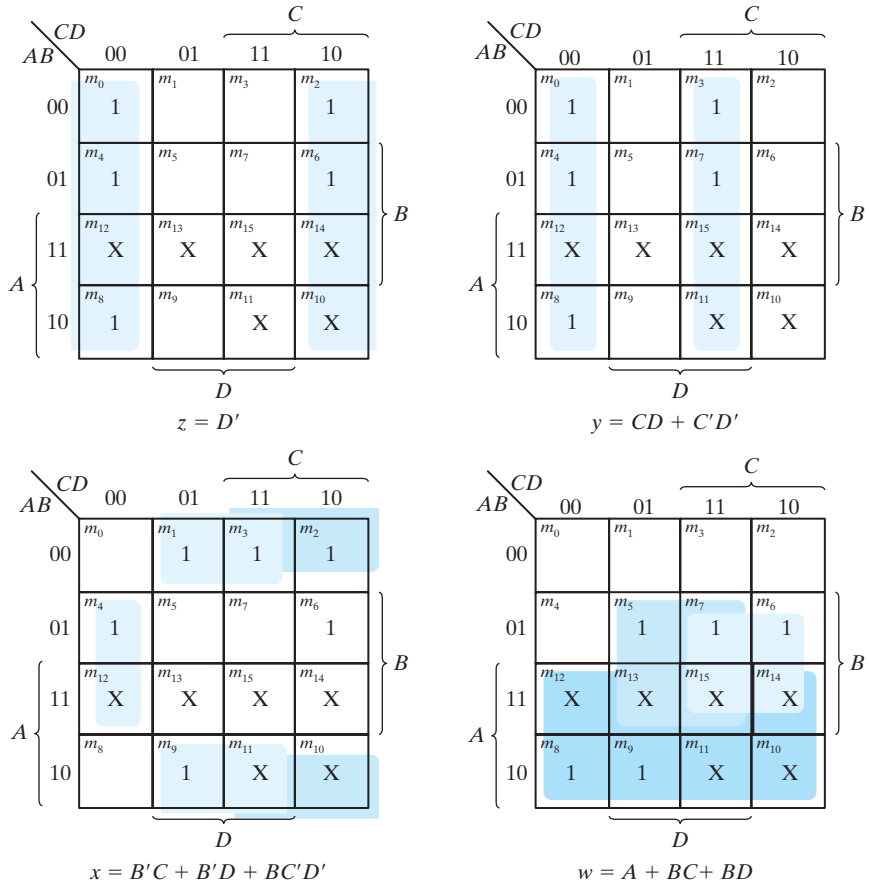 C
CD
AB
00 01 11 10
m0 m1 m3 m2
00 1 1
m4 m5 m7 m6
01 1 1
B
m12 m13 m15 m14
11 X X X X
A
m8 m9 m11 m10
10 1 X X
D
z = D′
C
CD
AB
00 01 11 10
m0 m1 m3 m2
00 1 1
m4 m5 m7 m6
01 1 1
B
m12 m13 m15 m14
11 X X X X
A
m8 m9 m11 m10
10 1 X X
D
y = CD + C′D′
C
CD
AB
00 01 11 10
m0 m1 m3 m2
00 1 1 1
m4 m5 m7 m6
01 1 1
B
m12 m13 m15 m14
11 X X X X
A
m8 m9 m11 m10
10 1 X X
D
x = B′C + B′D + BC′D′
C
CD
AB
00 01 11 10
m0 m1 m3 m2
00
m4 m5 m7 m6
01 1 1 1
B
m12 m13 m15 m14
11 X X X X
A
m8 m9 m11 m10
10 1 1 X X
D
w = A + BC+ BD